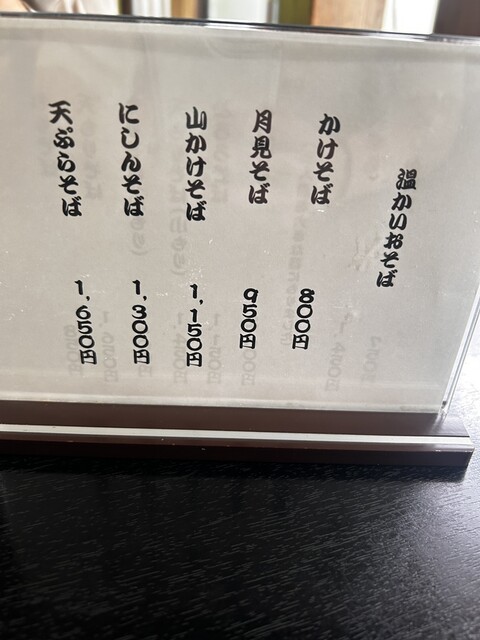 温かいおそば
かけそば 800円
月見そば 950円
山かけそば 1,150円
にしんそば 1,300円
天ぷらそば 1,650円